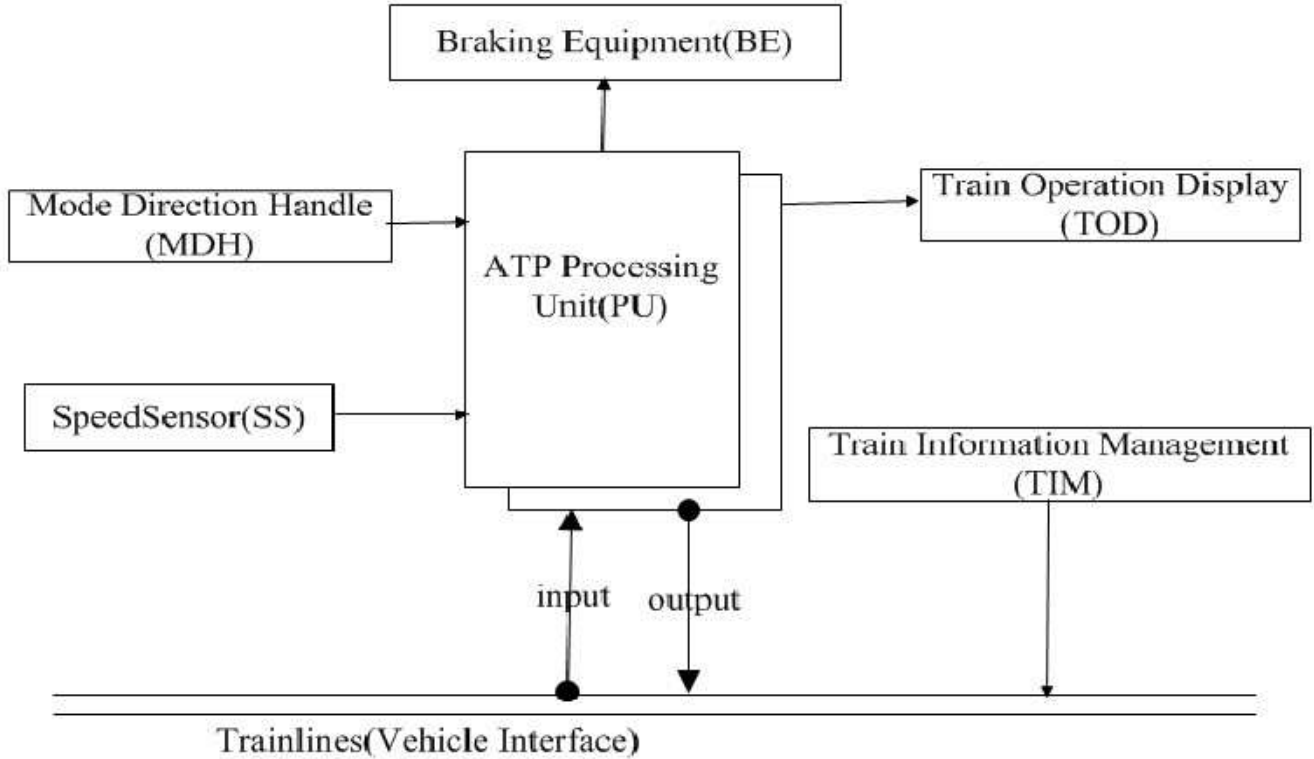 Braking Equipment(BE)
Mode Direction Handle
(MDH)
Train Operation Display
(TOD)
ATP Processing
Unit(PU)
SpeedSensor(SS)
Train Information Management
(TIM)
input
output
Trainlines(Vehicle Interface)